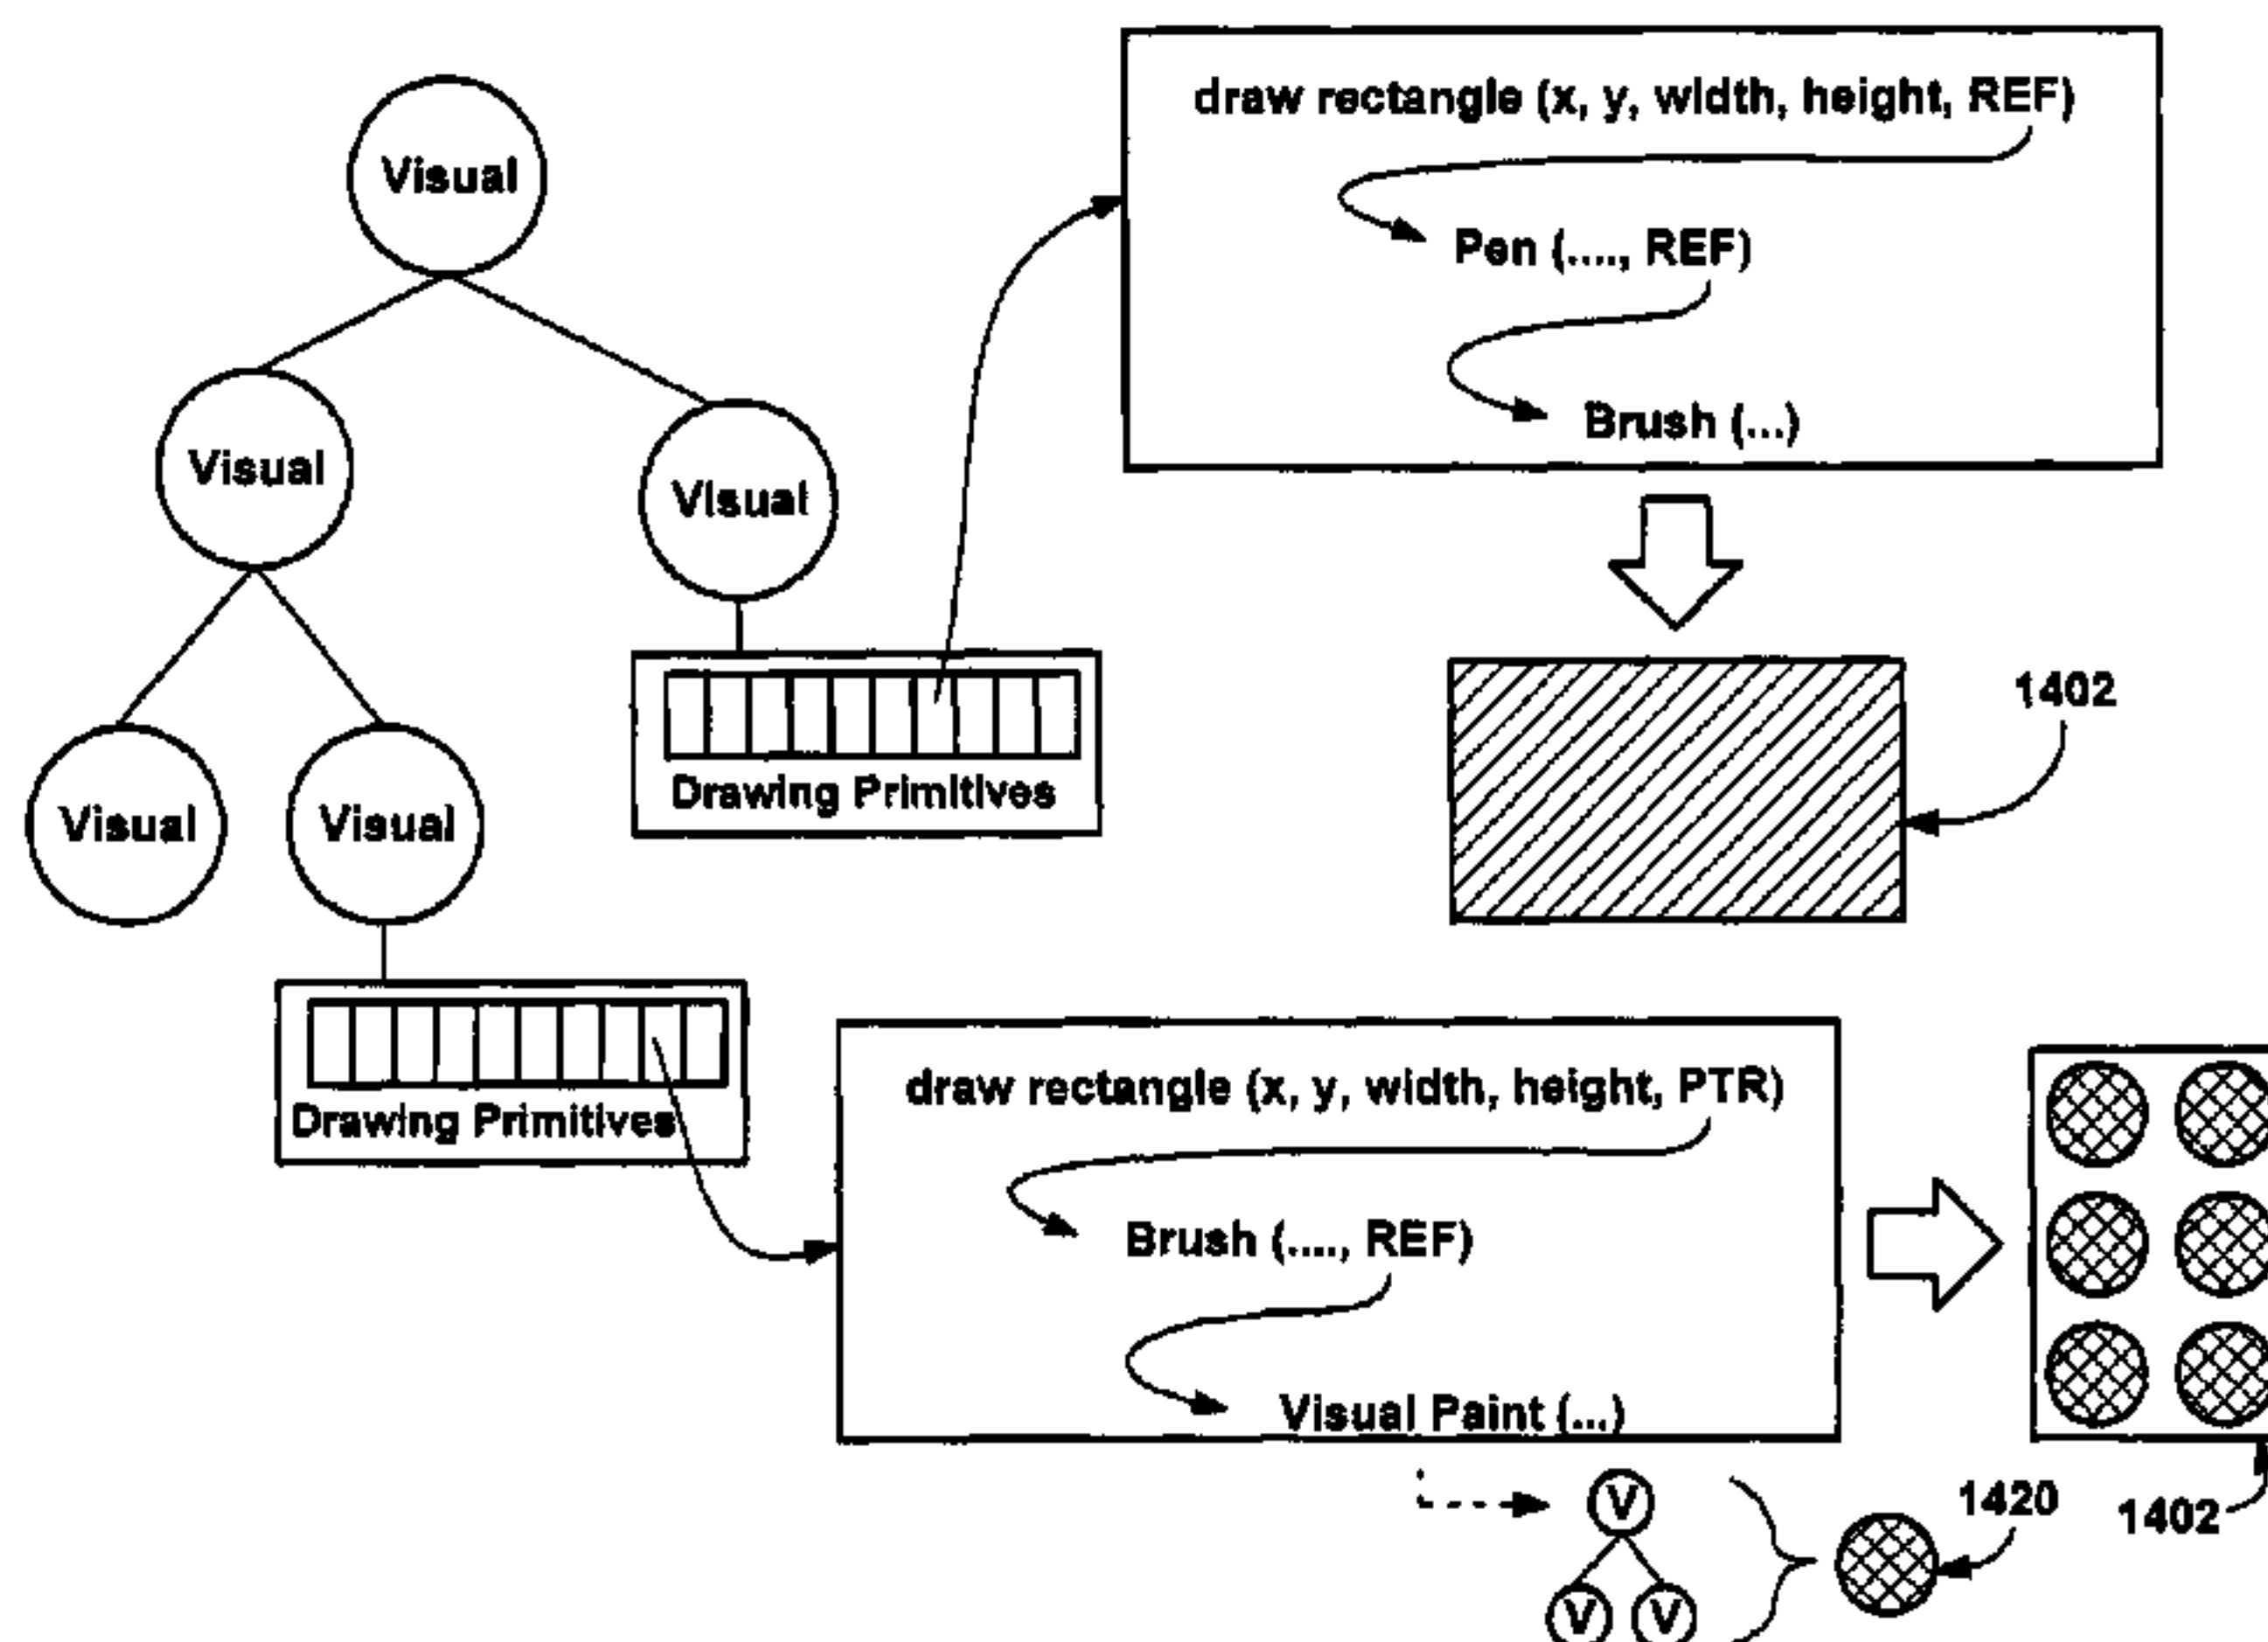 Visual
Visual
Visual
Visual
Visual
Drawing Primitives
Drawing Primitives
draw rectangle (x, y, width, height, REF)
Pen (...., REF)
Brush (...)
1402
draw rectangle (x, y, width, height, PTR)
Brush (...., REF)
Visual Paint (...)
V
V V
1420
1402